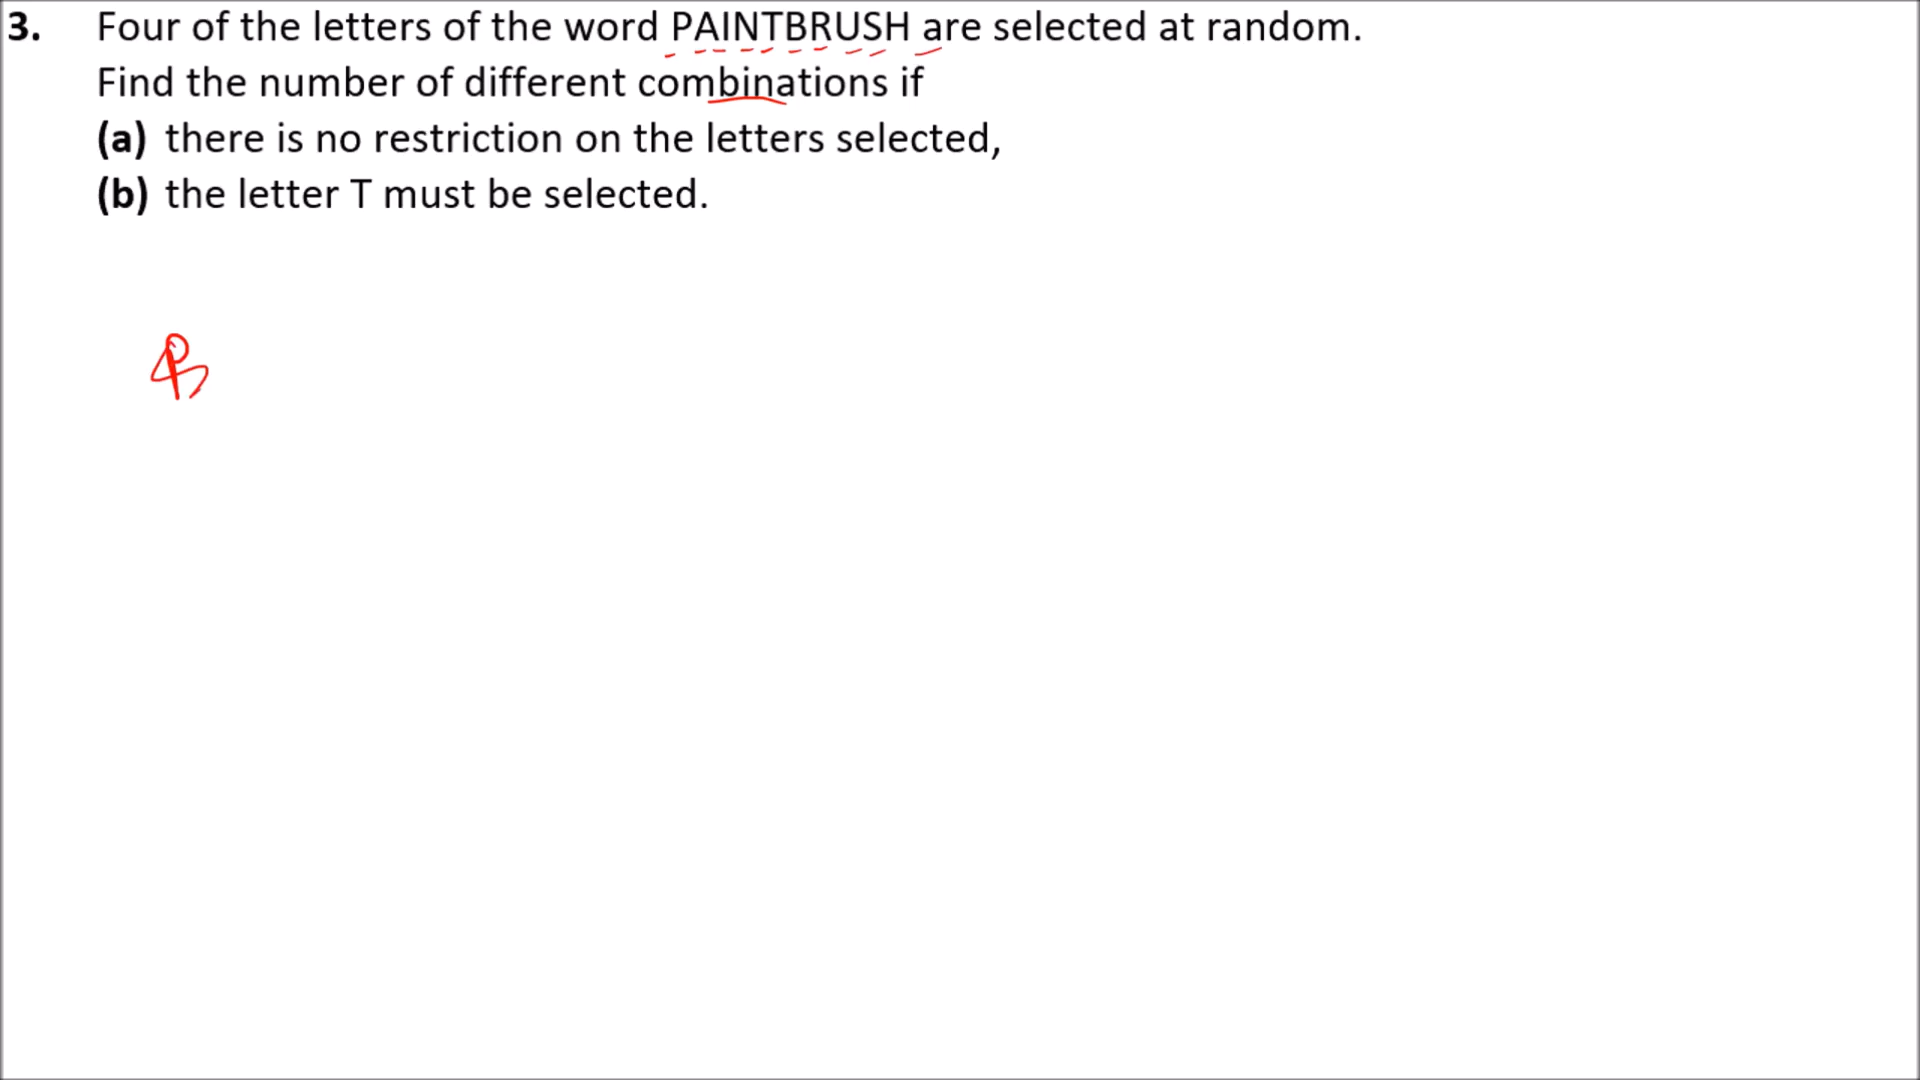 3. Four of the letters of the word PAINTBRUSH are selected at random.
Find the number of different combinations if
(a) there is no restriction on the letters selected,
(b) the letter T must be selected.